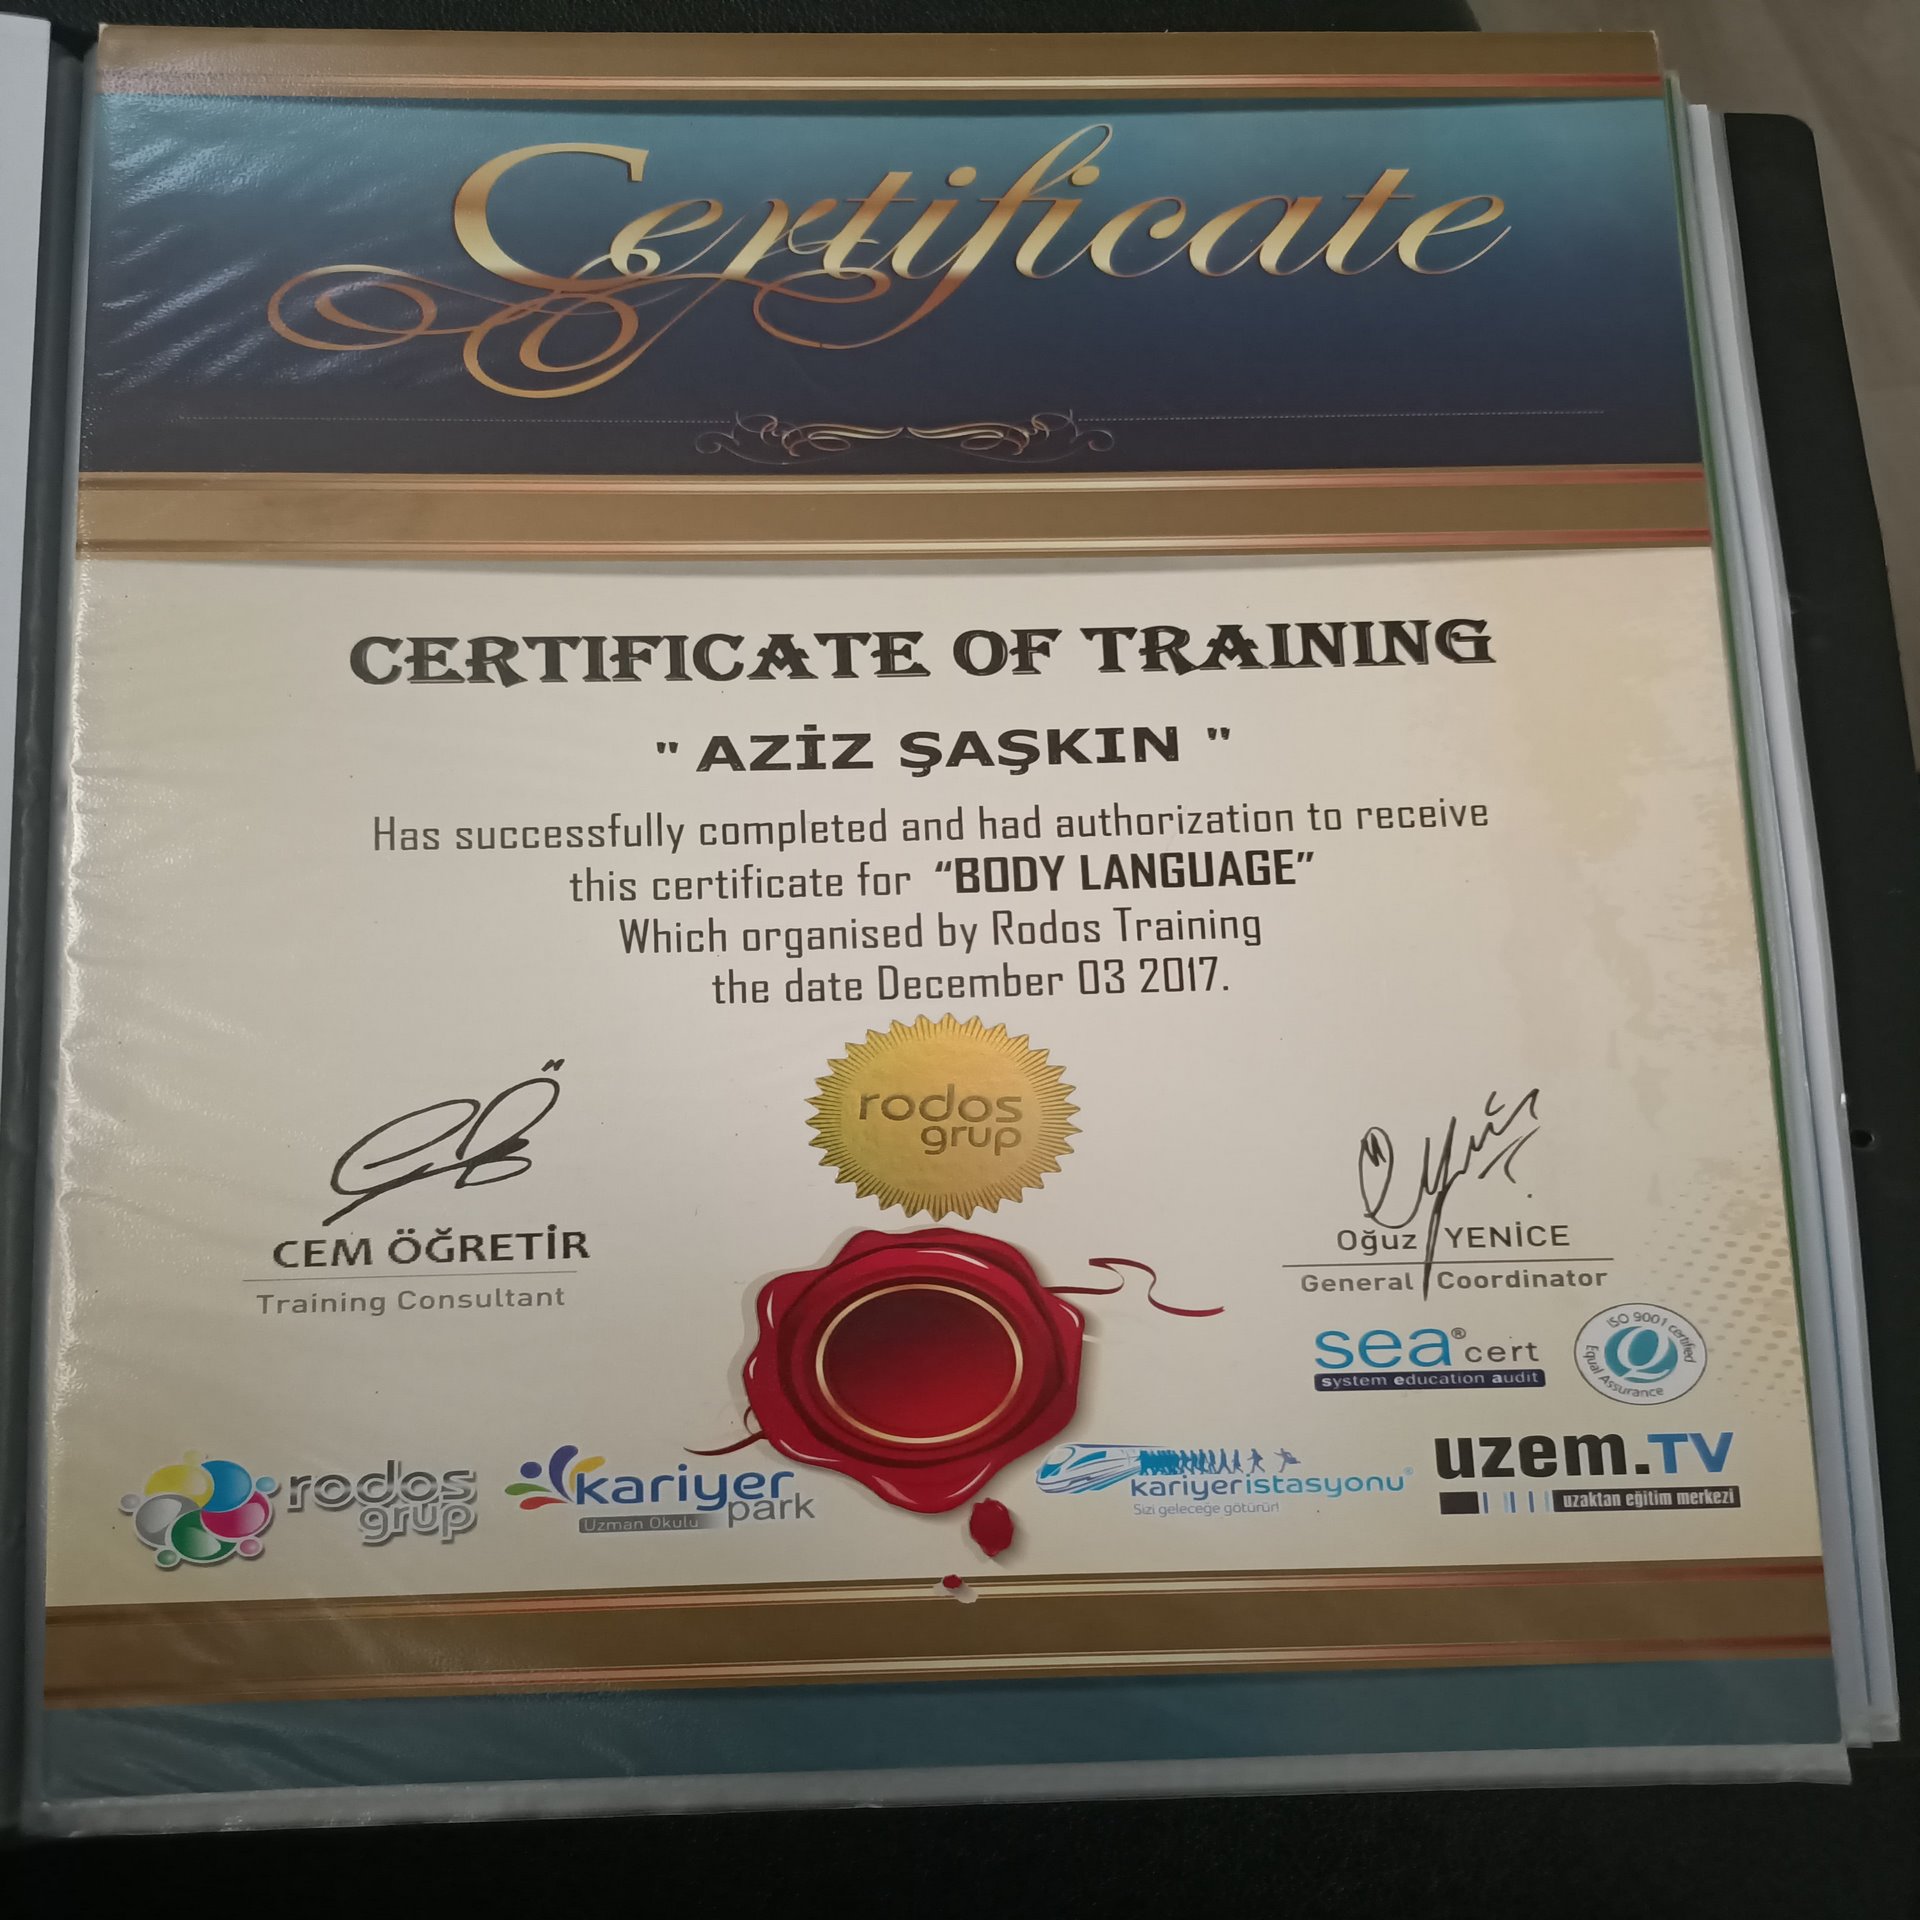 Certificate
CERTIFICATE OF TRAINING
" AZİZ ŞAŞKIN "
Has successfully completed and had authorization to receive
this certificate for “BODY LANGUAGE”
Which organised by Rodos Training
the date December 03 2017.
rodos
grup
CEM ÖĞRETİR
Training Consultant
Oğuz YENİCE
General Coordinator
sea® cert
system education audit
ISO 9001 certified
Equal Assurance
rodos
grup
kariyer
park
Uzman Okulu
kariyeristasyonu®
Sizi geleceğe götürür!
uzem.TV
uzaktan eğitim merkezi